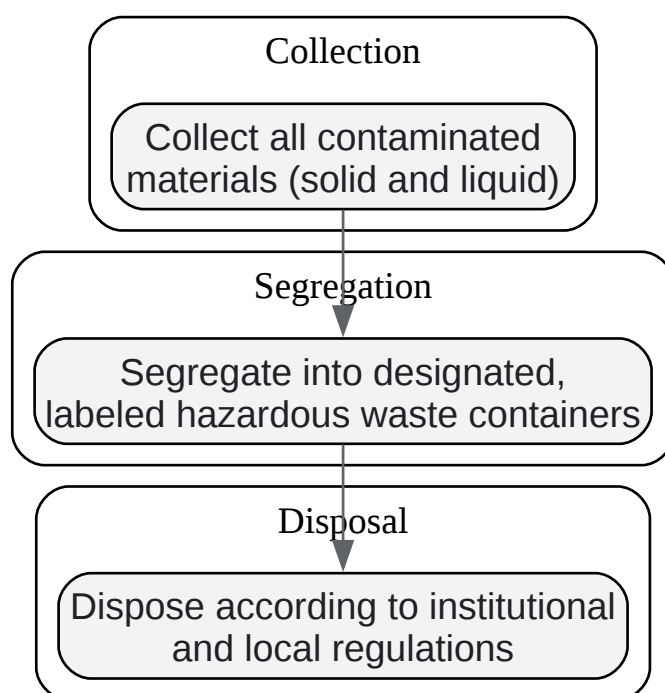 Collection
Collect all contaminated
materials (solid and liquid)
Segregation
Segregate into designated,
labeled hazardous waste containers
Disposal
Dispose according to institutional
and local regulations